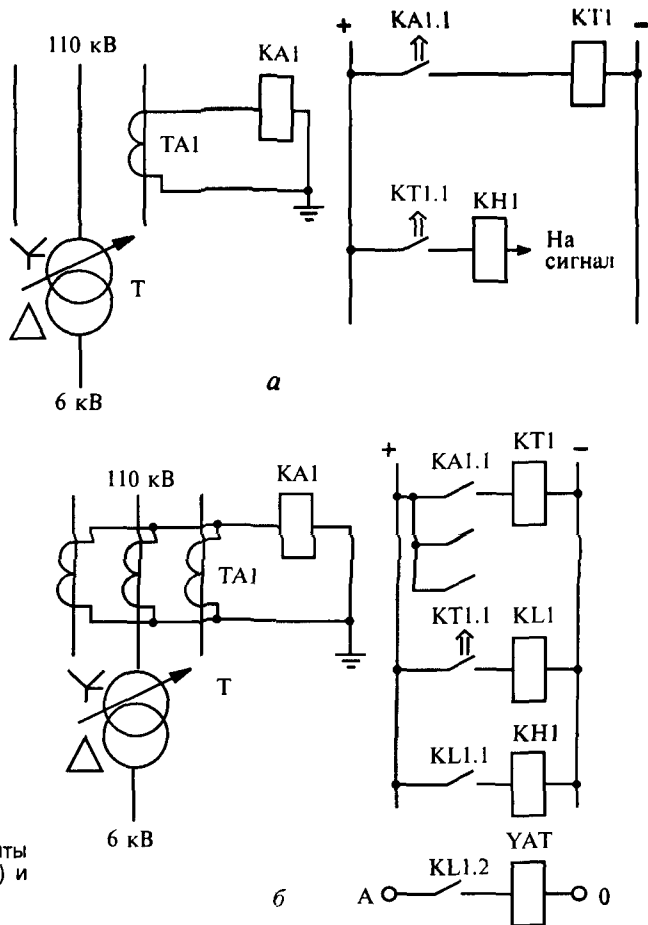 110 кВ
KA1
TA1
T
6 кВ
а
+
KA1.1
KT1
-
KT1.1
KH1
На
сигнал
110 кВ
KA1
TA1
T
6 кВ
б
+
KA1.1
KT1
-
KT1.1
KL1
KL1.1
KH1
A
KL1.2
YAT
0
ты
) и